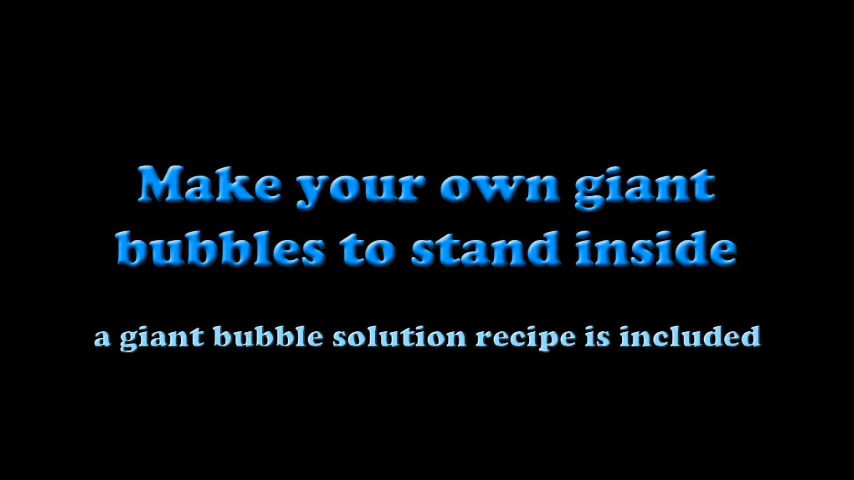 Make your own giant
bubbles to stand inside
a giant bubble solution recipe is included